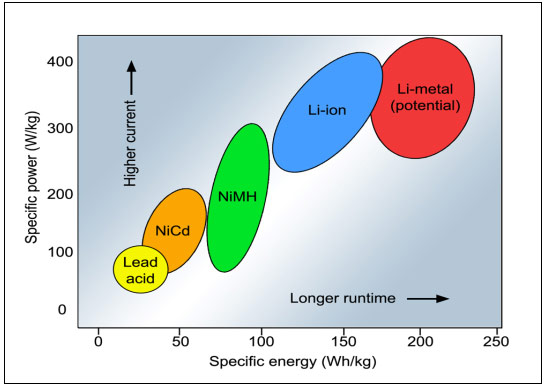 400
300
200
100
0
Specific power (W/kg)
Higher current
Li-ion
Li-metal
(potential)
NiMH
NiCd
Lead
acid
Longer runtime
0
50
100
150
200
250
Specific energy (Wh/kg)